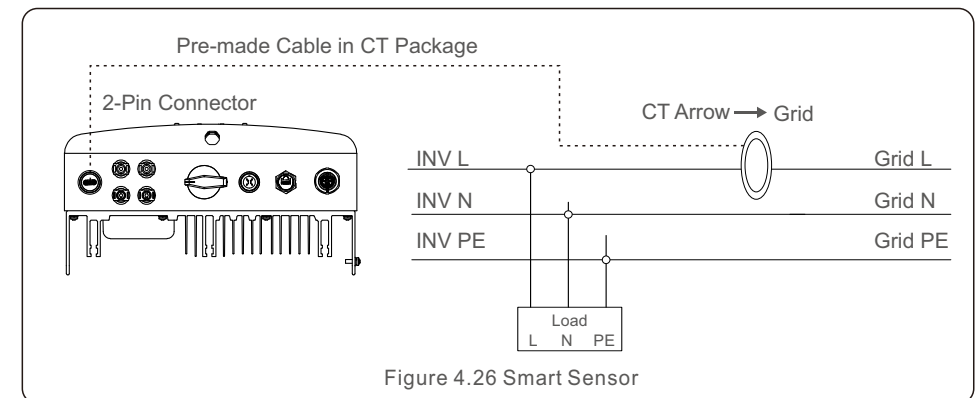 Pre-made Cable in CT Package
2-Pin Connector
CT Arrow → Grid
INV L
Grid L
INV N
Grid N
INV PE
Grid PE
Load
L N PE
Figure 4.26 Smart Sensor